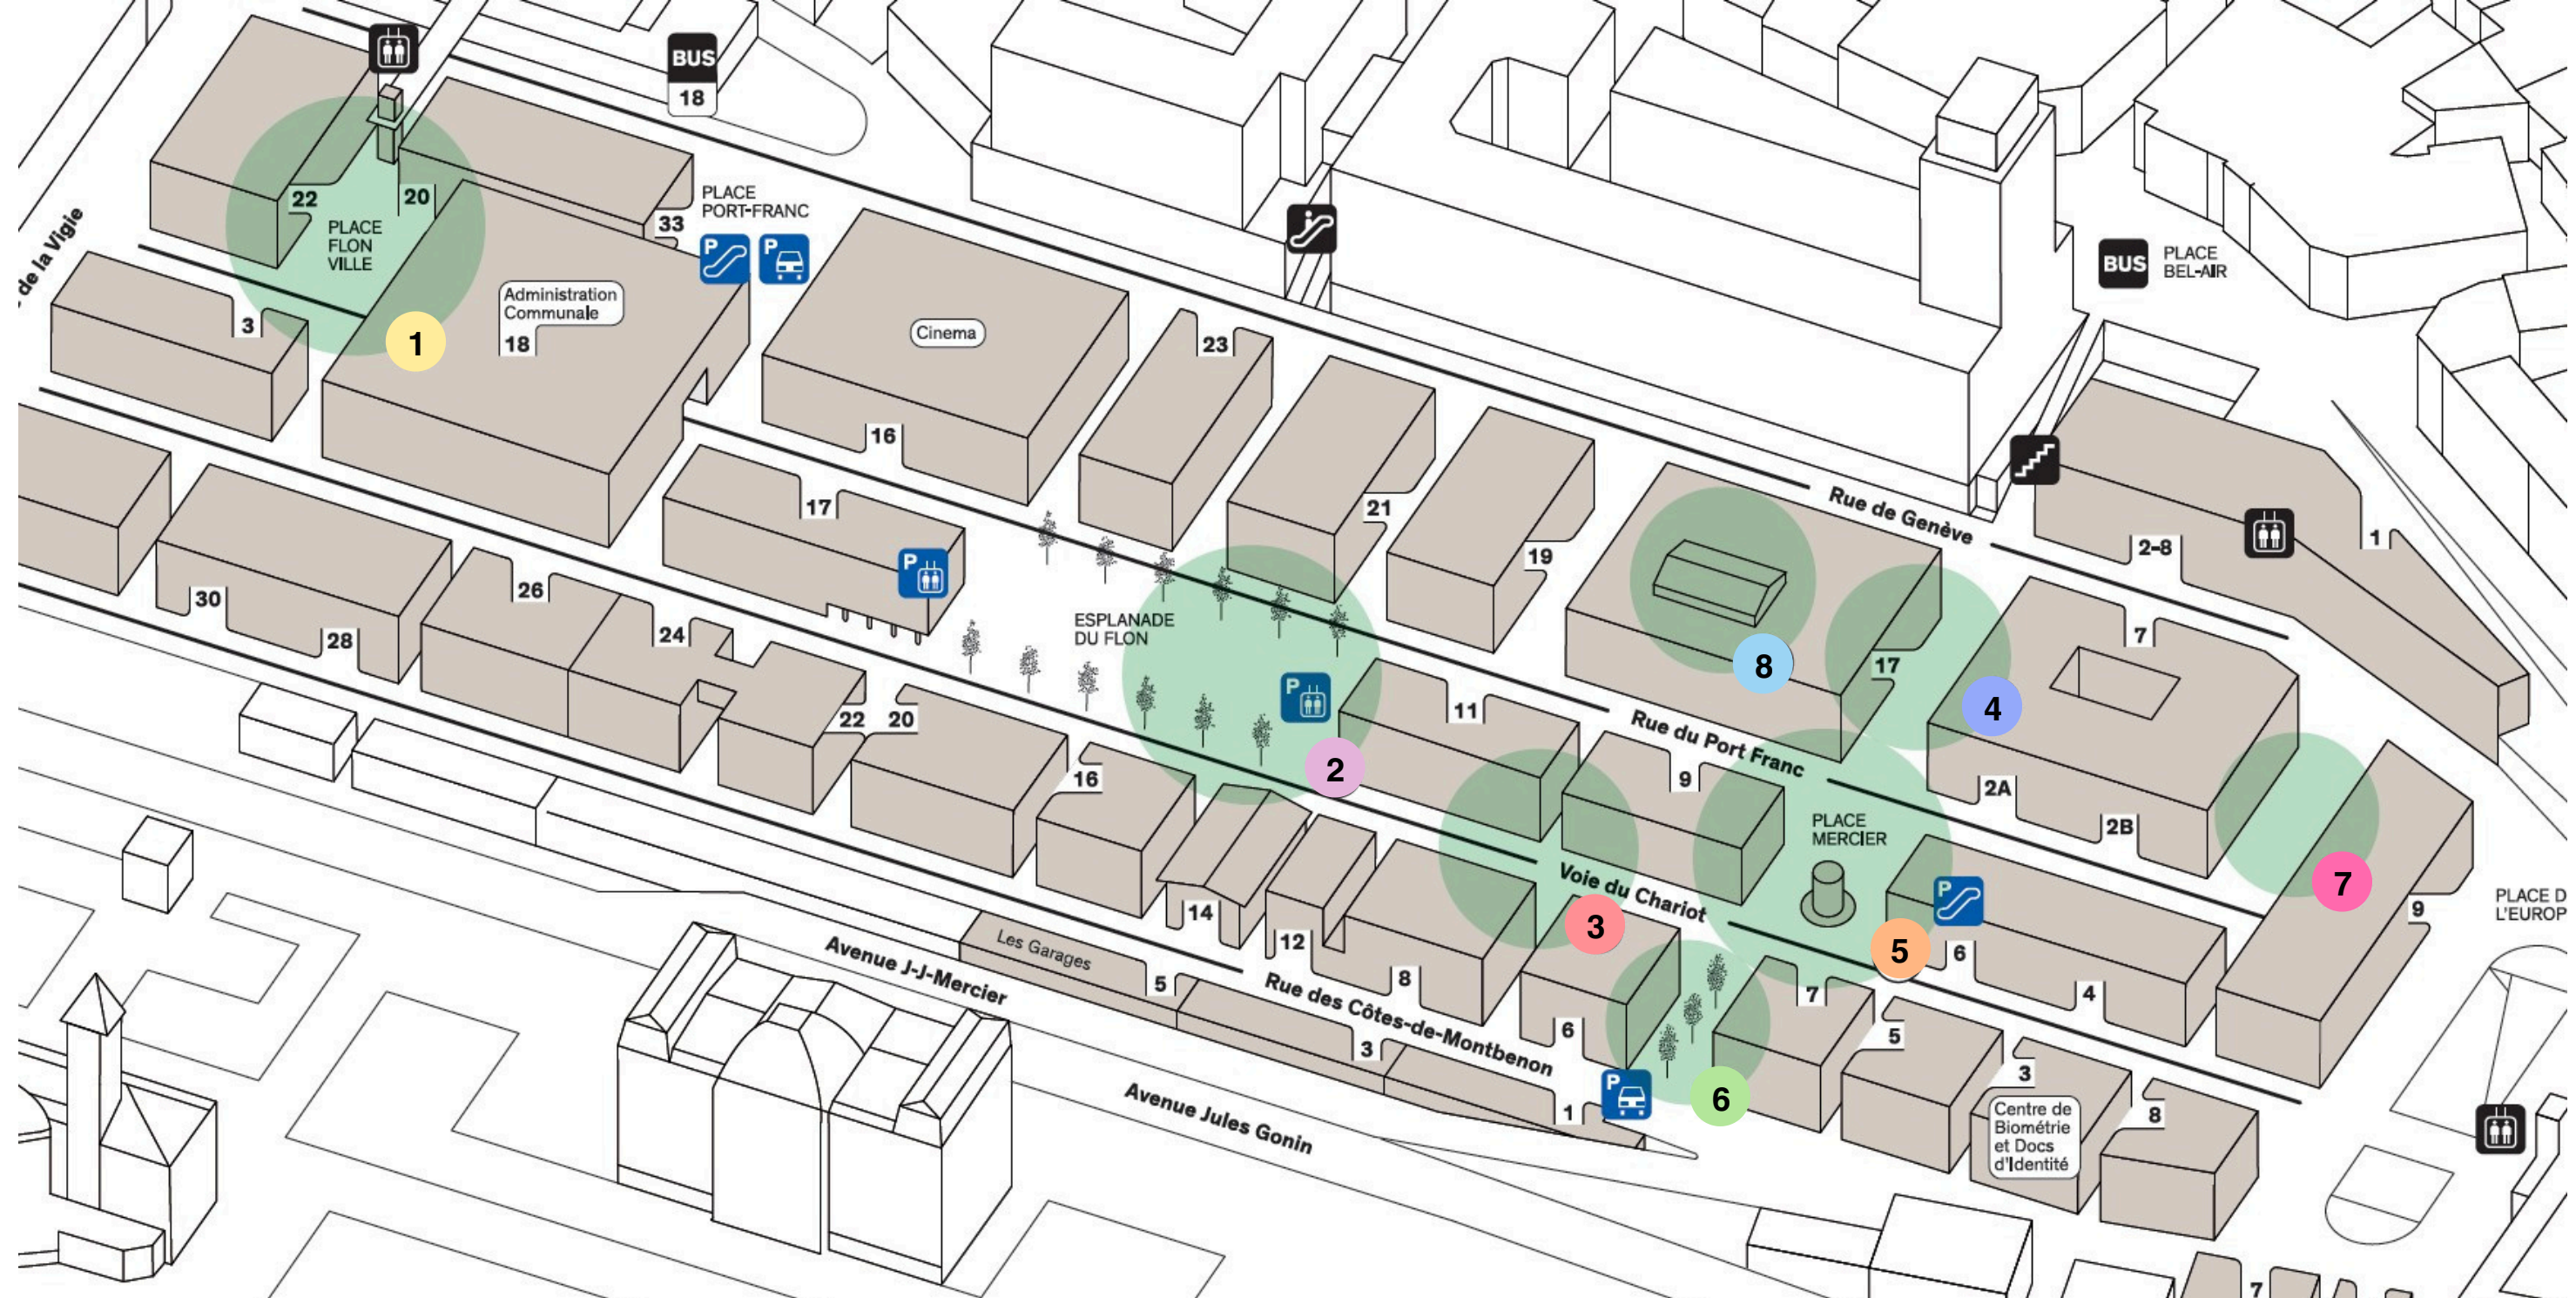 BUS
18
22
20
PLACE
FLON
VILLE
33
PLACE
PORT-FRANC
P
P
de la Vigie
3
Administration
Communale
18
1
Cinema
16
23
BUS
PLACE
BEL-AIR
17
P
21
19
Rue de Genève
2-8
1
30
28
26
24
22
20
16
ESPLANADE
DU FLON
P
2
11
Rue du Port Franc
8
17
4
7
2A
2B
9
PLACE
MERCIER
Voie du Chariot
3
5
P
6
4
7
9
PLACE D
L'EUROP
14
12
8
6
Les Garages
5
3
1
P
Avenue J-J-Mercier
Rue des Côtes-de-Montbenon
Avenue Jules Gonin
6
7
5
3
8
Centre de
Biométrie
et Docs
d'Identité
7